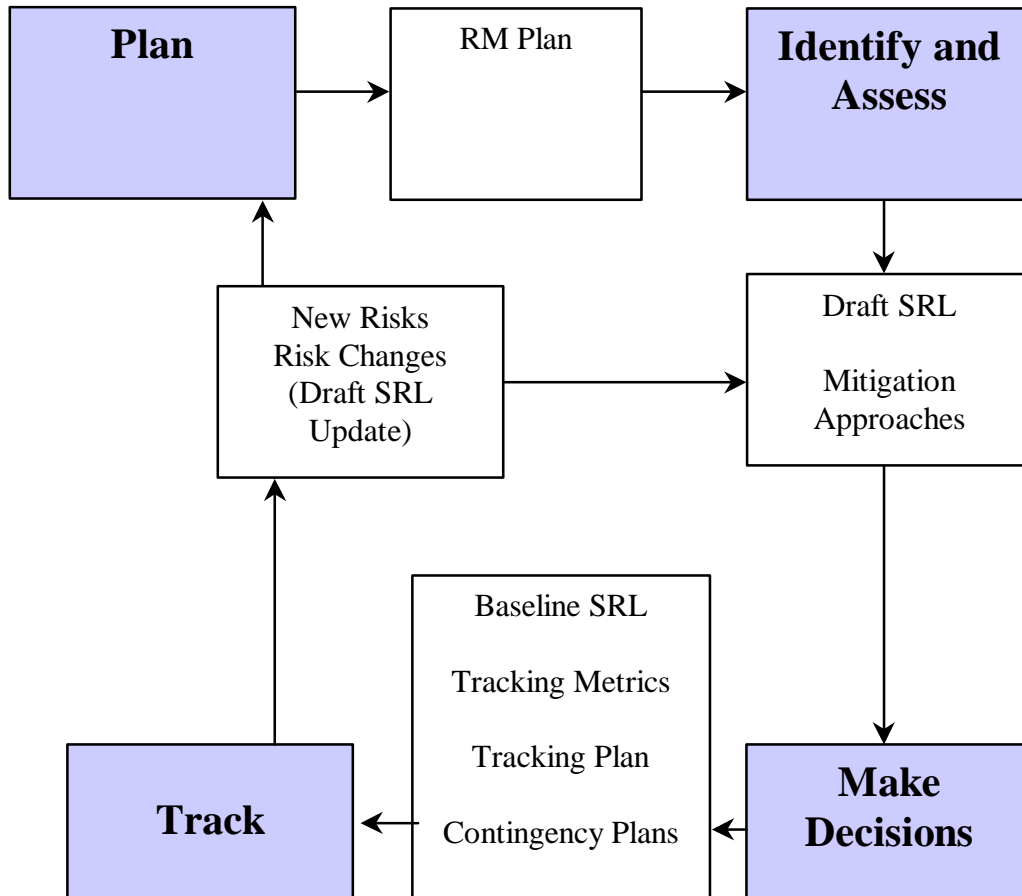 Plan
RM Plan
Identify and
Assess
New Risks
Risk Changes
(Draft SRL
Update)
Draft SRL
Mitigation
Approaches
Baseline SRL
Tracking Metrics
Tracking Plan
Contingency Plans
Track
Make
Decisions